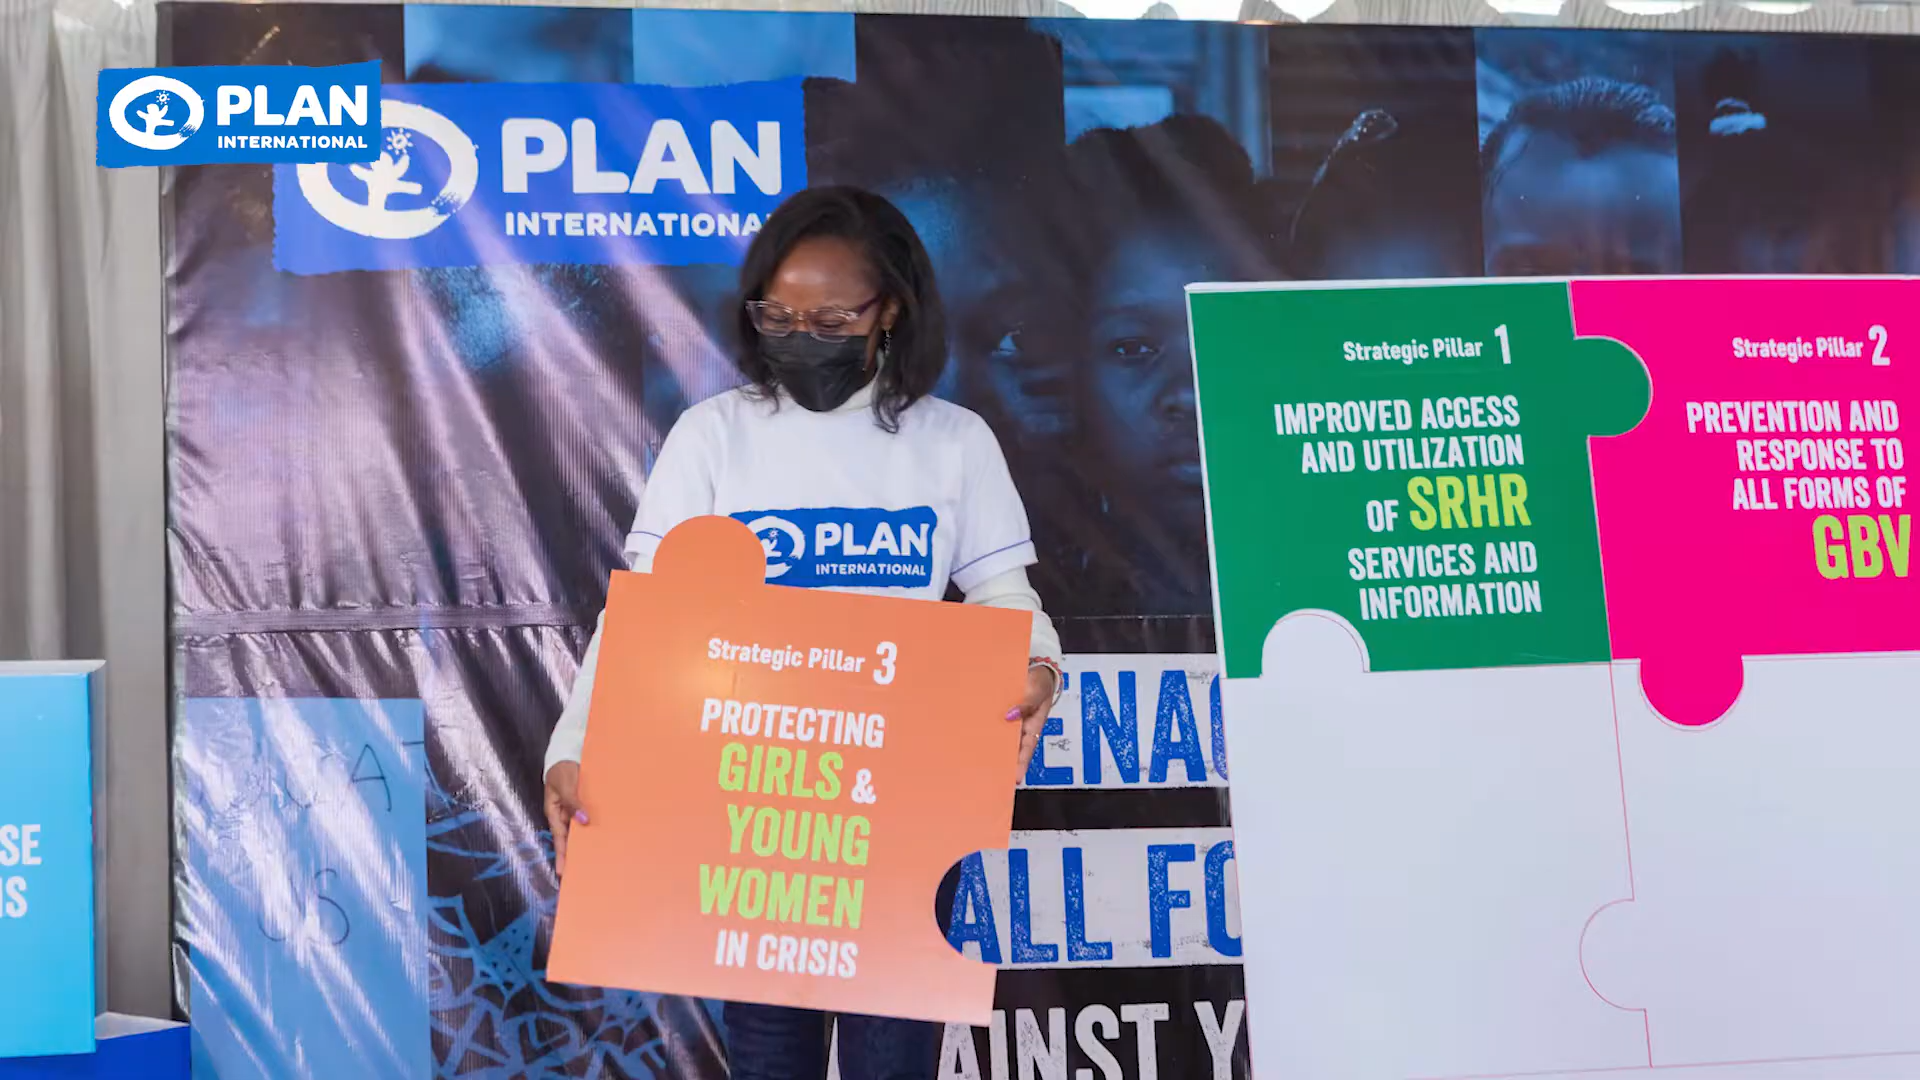 PLAN
INTERNATIONAL
PLAN
INTERNATIONA
PLAN
INTERNATIONAL
Strategic Pillar 1
IMPROVED ACCESS
AND UTILIZATION
OF SRHR
SERVICES AND
INFORMATION
Strategic Pillar 2
PREVENTION AND
RESPONSE TO
ALL FORMS OF
GBV
Strategic Pillar 3
PROTECTING
GIRLS &
YOUNG
WOMEN
IN CRISIS
SE
IS
ENA
ALL FO
AINST Y
US